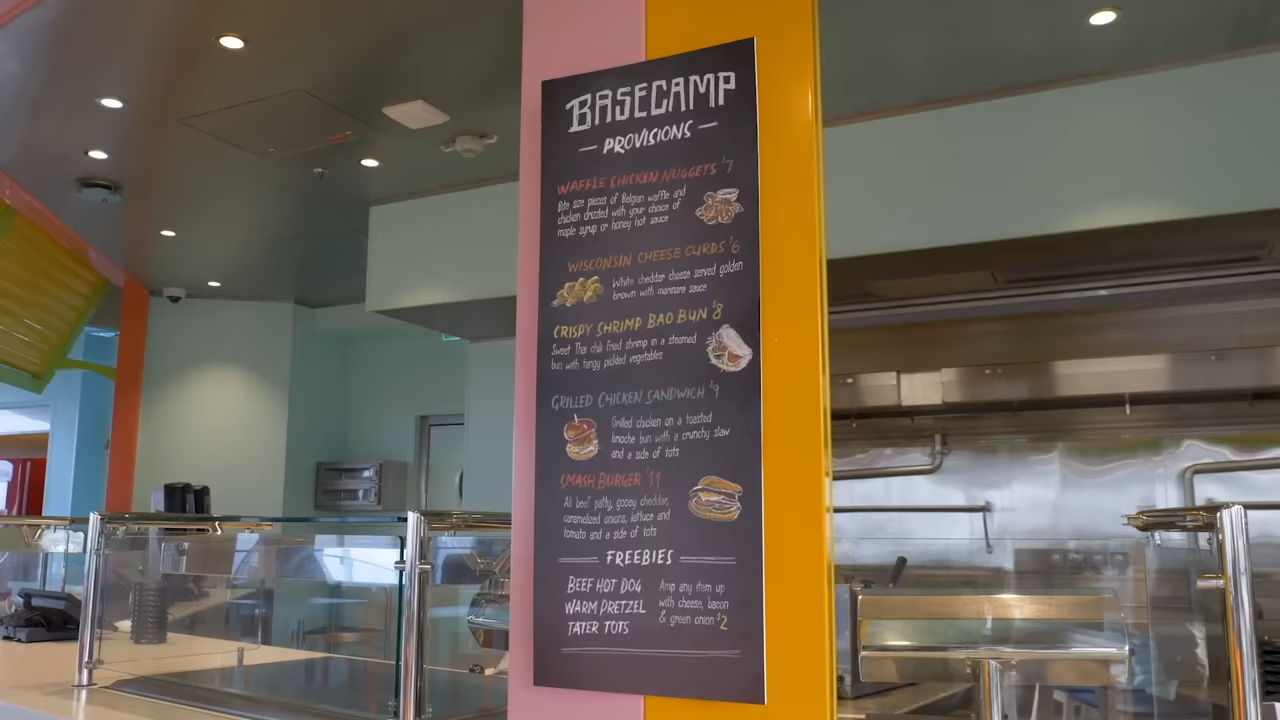 BASECAMP
— PROVISIONS —
WAFFLE CHICKEN NUGGETS $7
Bite size pieces of Belgian waffle and
chicken drizzled with your choice of
maple syrup or honey hot sauce
WISCONSIN CHEESE CURDS $6
White cheddar cheese served golden
brown with marinara sauce
CRISPY SHRIMP BAO BUN $8
Sweet Thai chili fried shrimp in a steamed
bun with tangy pickled vegetables
GRILLED CHICKEN SANDWICH $9
Grilled chicken on a toasted
brioche bun with a crunchy slaw
and a side of tots
SMASH BURGER $11
All beef patty, gooey cheddar,
caramelized onions, lettuce and
tomato and a side of tots
FREEBIES
BEEF HOT DOG
WARM PRETZEL
TATER TOTS
Amp any item up
with cheese, bacon
& green onion $2